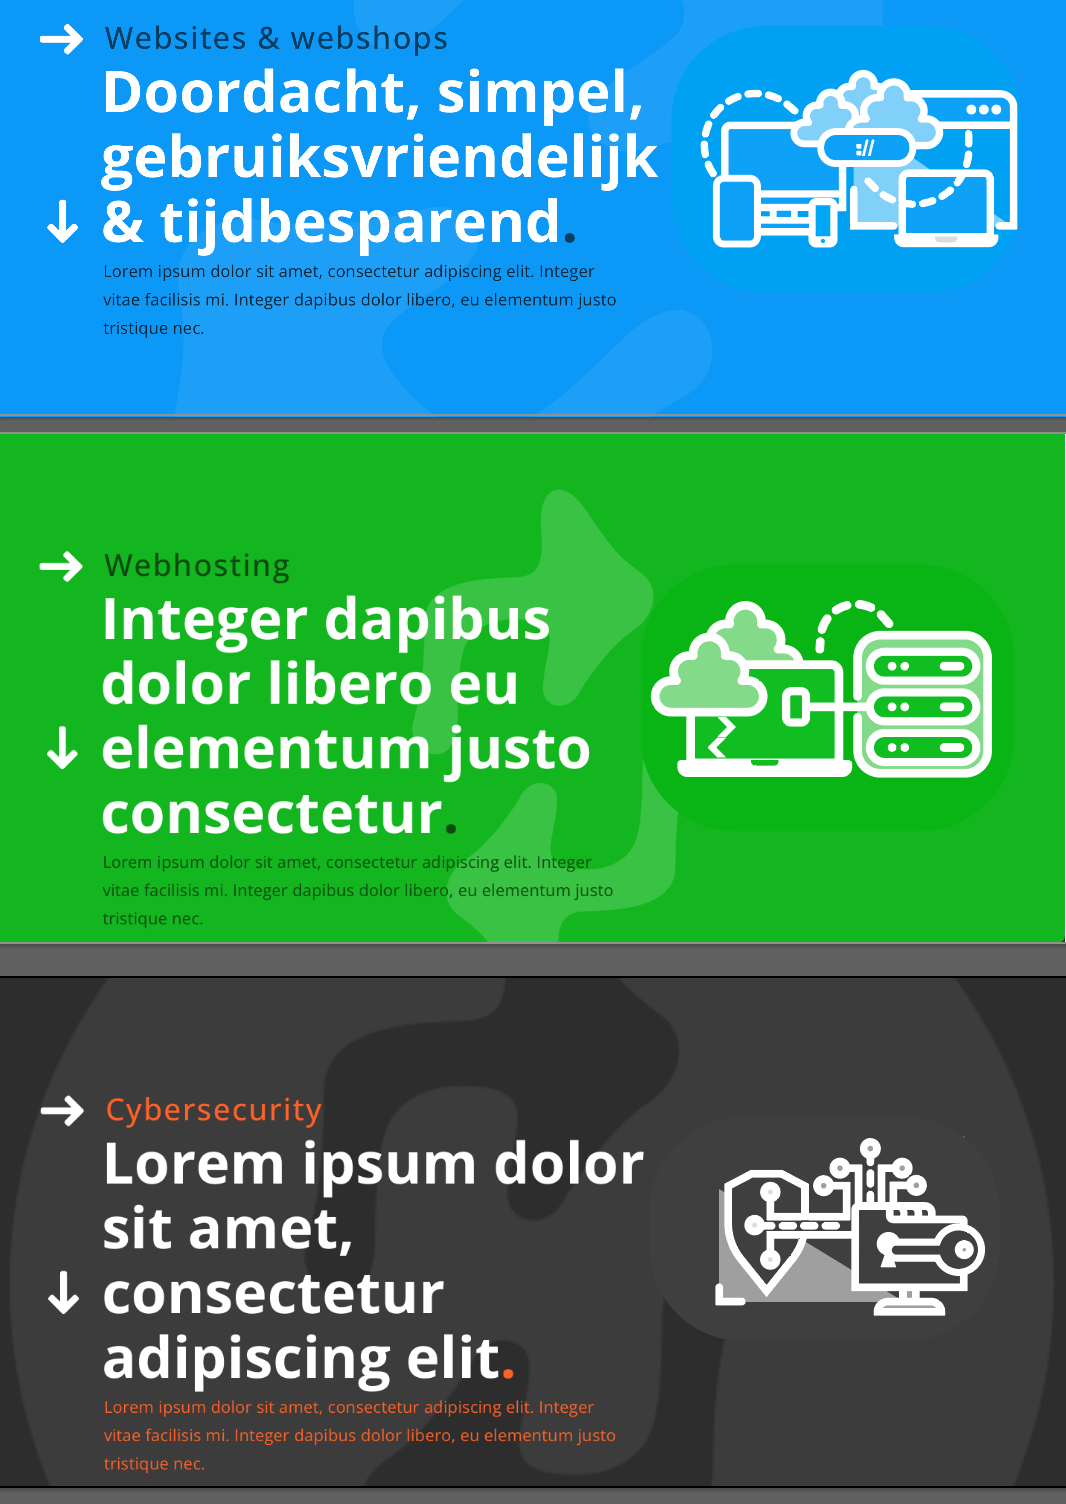 Websites & webshops
Doordacht, simpel,
gebruiksvriendelijk
& tijdbesparend.
Lorem ipsum dolor sit amet, consectetur adipiscing elit. Integer
vitae facilisis mi. Integer dapibus dolor libero, eu elementum justo
tristique nec.
://
Webhosting
Integer dapibus
dolor libero eu
elementum justo
consectetur.
Lorem ipsum dolor sit amet, consectetur adipiscing elit. Integer
vitae facilisis mi. Integer dapibus dolor libero, eu elementum justo
tristique nec.
Cybersecurity
Lorem ipsum dolor
sit amet,
consectetur
adipiscing elit.
Lorem ipsum dolor sit amet, consectetur adipiscing elit. Integer
vitae facilisis mi. Integer dapibus dolor libero, eu elementum justo
tristique nec.